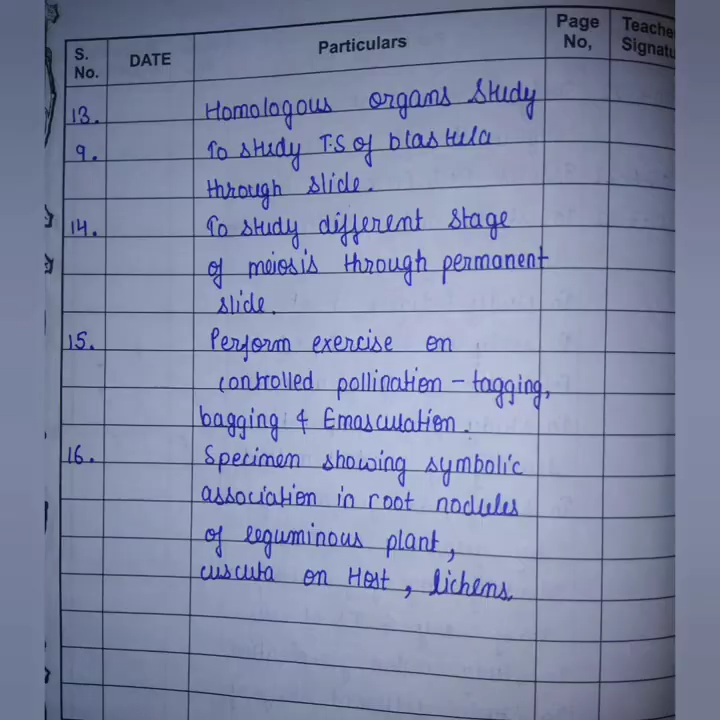 S. No. DATE Particulars Page No, Teache Signatu
13. Homologous organs study
9. To study T.S of blastula
through slide.
14. To study different stage
of meiosis through permanent
slide.
15. Perform exercise on
controlled pollination - tagging,
bagging & Emasculation.
16. Specimen showing symbolic
association in root nodules
of leguminous plant,
cuscuta on Host, lichens.